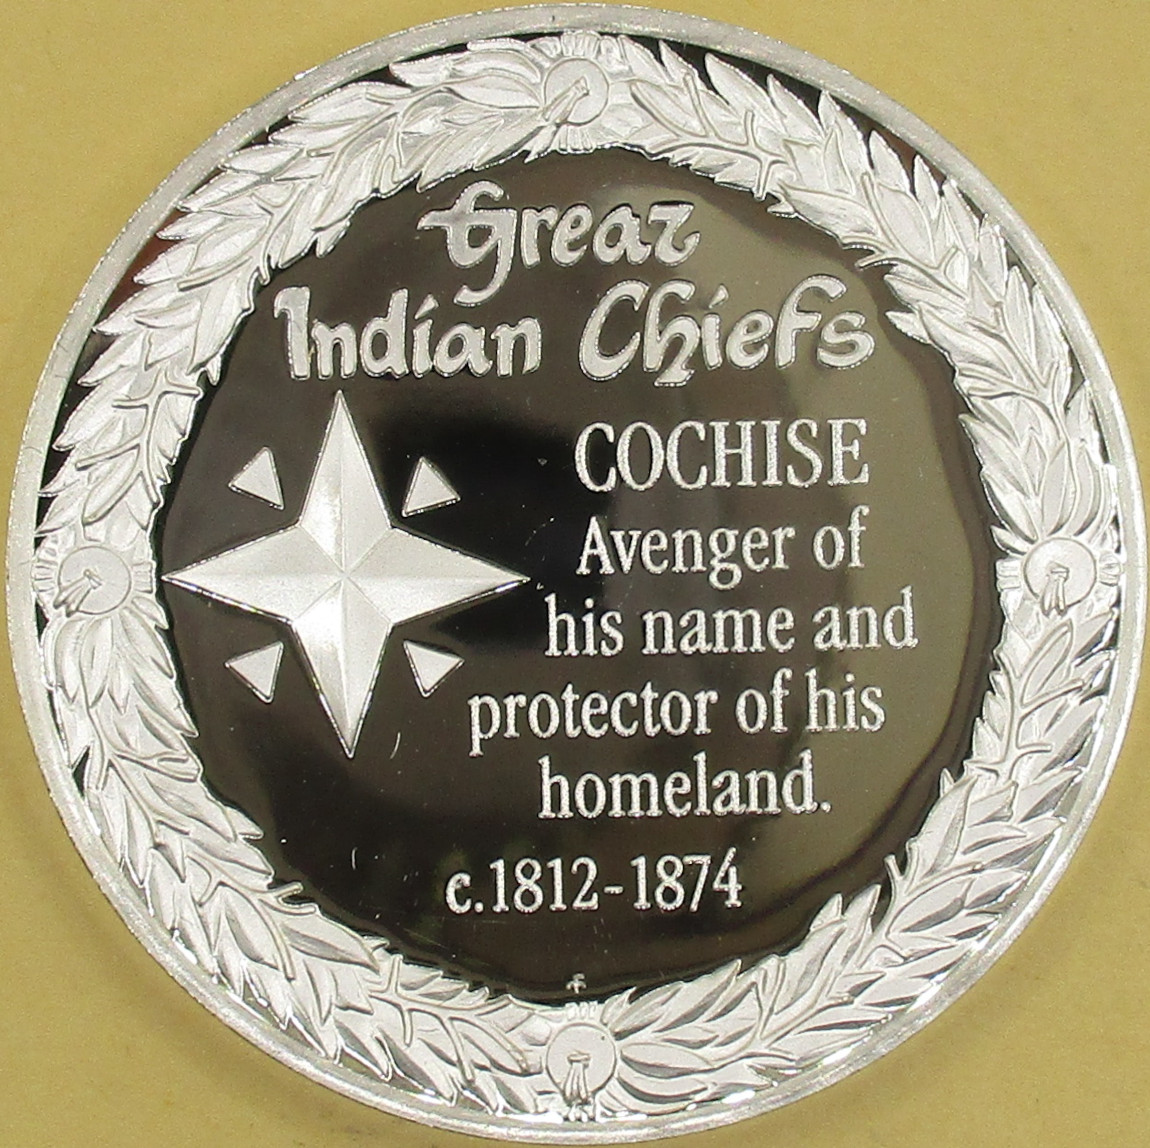 Great
Indian Chiefs
COCHISE
Avenger of
his name and
protector of his
homeland.
c.1812-1874